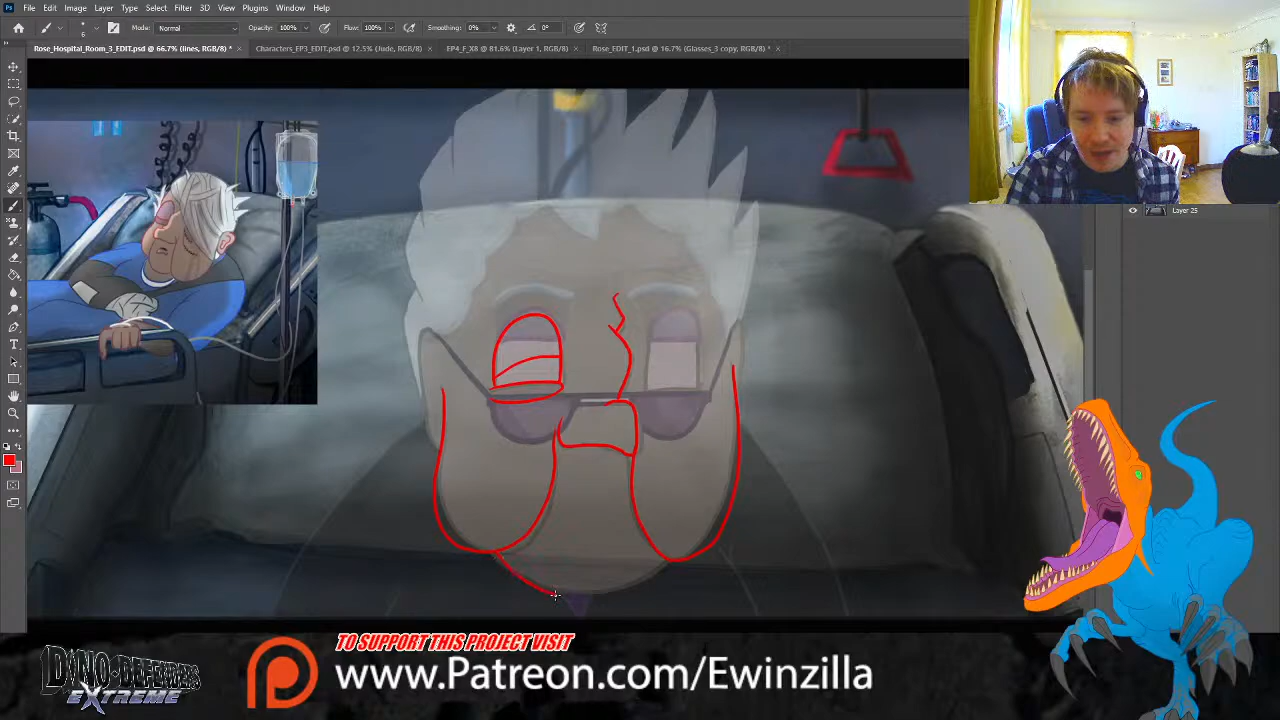 File Edit Image Layer Type Select Filter 3D View Plugins Window Help
Mode: Normal Opacity: 100% Flow: 100% Smoothing: 0% 0°
6
Rose_Hospital_Room_3_EDIT.psd @ 66.7% (lines, RGB/8) * Characters_EP3_EDIT.psd @ 12.5% (Jude, RGB/8) EP4_F_X8 @ 81.6% (Layer 1, RGB/8) Rose_EDIT_1.psd @ 16.7% (Glasses_3 copy, RGB/8) *
Layer 25
TO SUPPORT THIS PROJECT VISIT
www.Patreon.com/Ewinzilla
DINO-DEFENDERS
EXTREME